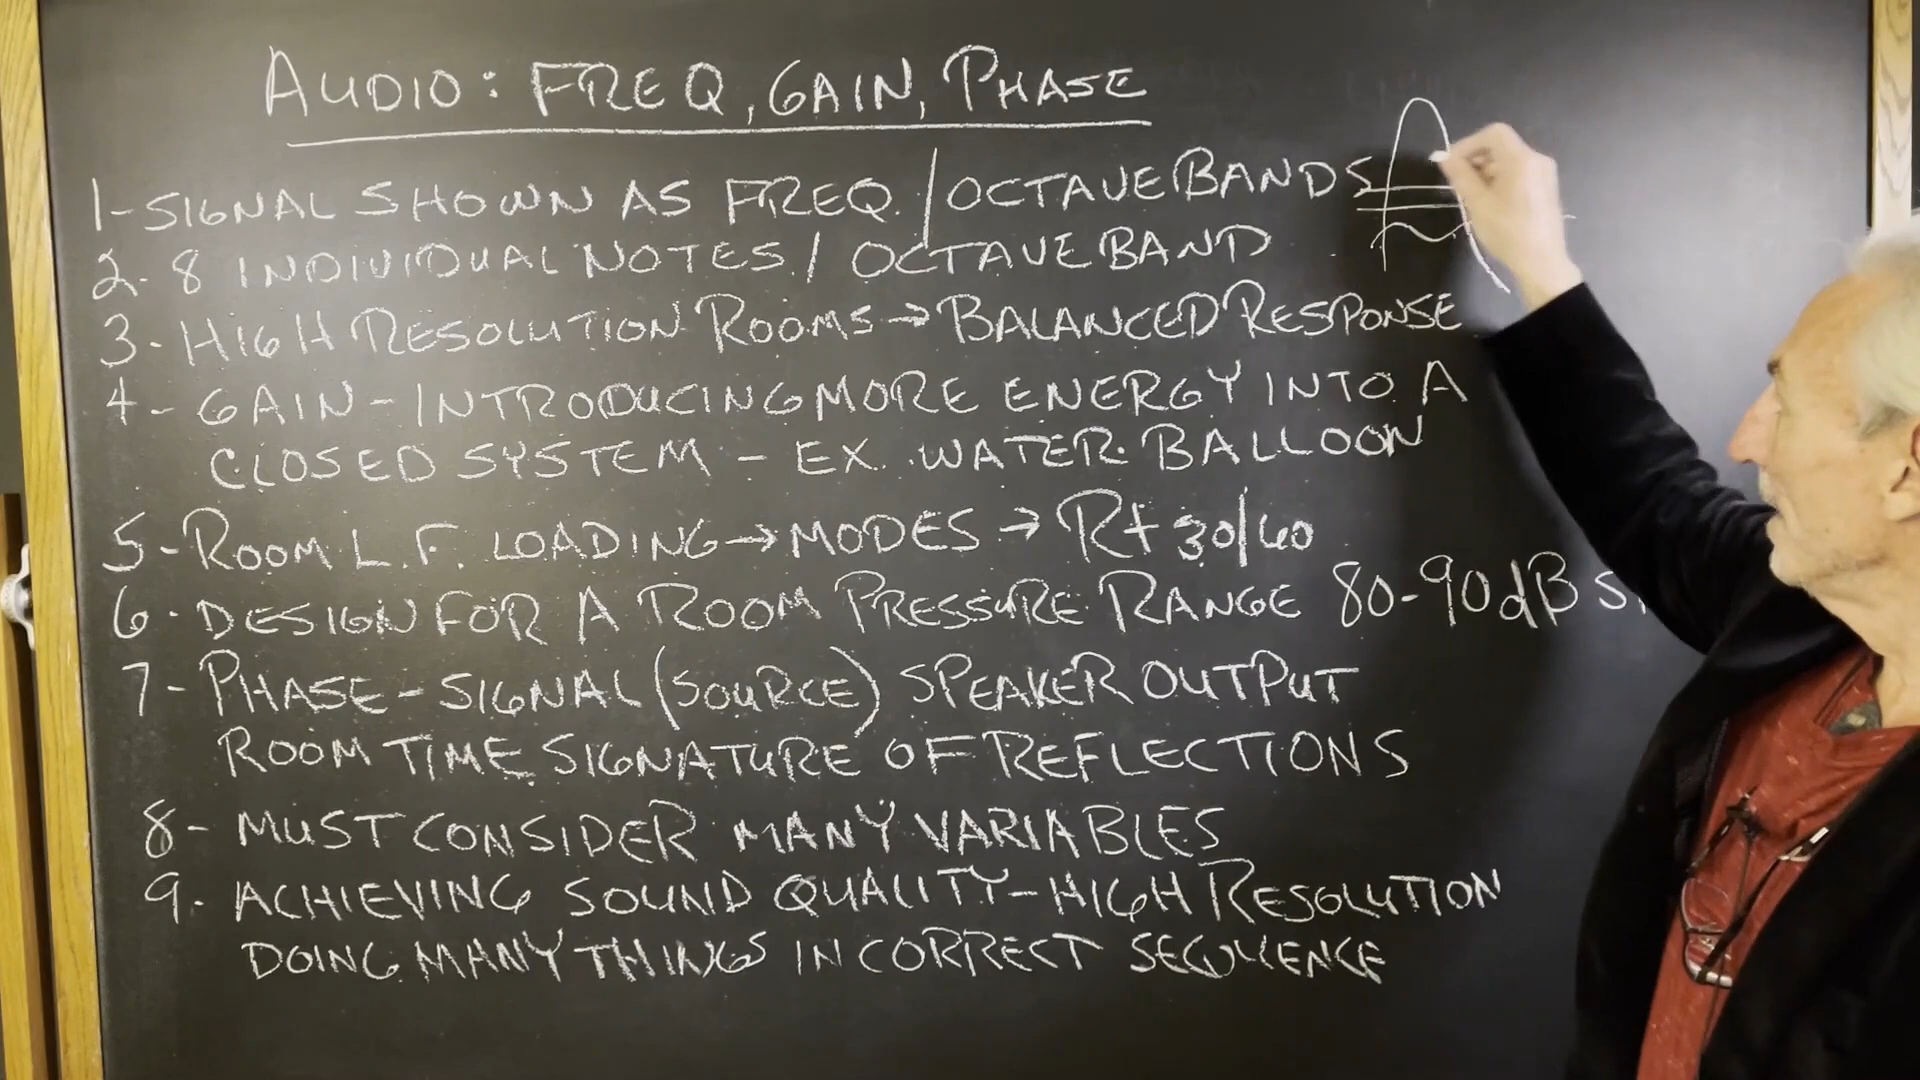 AUDIO: FREQ, GAIN, PHASE
1-SIGNAL SHOWN AS FREQ. / OCTAVE BANDS
2-8 INDIVIDUAL NOTES / OCTAVE BAND
3-HIGH RESOLUTION ROOMS → BALANCED RESPONSE
4-GAIN-INTRODUCING MORE ENERGY INTO A
CLOSED SYSTEM - EX. WATER BALLOON
5-ROOM L.F. LOADING → MODES → Rt 30/60
6-DESIGN FOR A ROOM PRESSURE RANGE 80-90 dB
7-PHASE-SIGNAL (SOURCE) SPEAKER OUTPUT
ROOM TIME SIGNATURE OF REFLECTIONS
8-MUST CONSIDER MANY VARIABLES
9. ACHIEVING SOUND QUALITY-HIGH RESOLUTION
DOING MANY THINGS IN CORRECT SEQUENCE